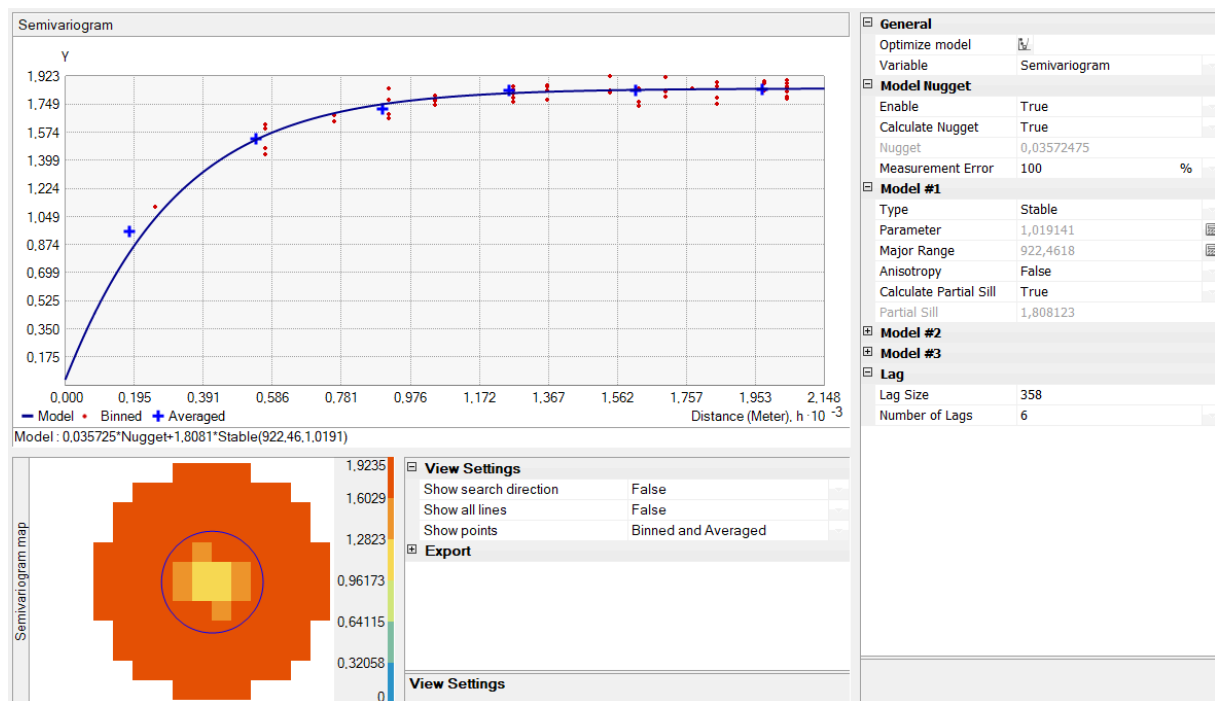 Semivariogram
γ
1,923
1,749
1,574
1,399
1,224
1,049
0,874
0,699
0,525
0,350
0,175
0,000 0,195 0,391 0,586 0,781 0,976 1,172 1,367 1,562 1,757 1,953 2,148
Model Binned Averaged Distance (Meter), h ·10 -3
Model : 0,035725*Nugget+1,8081*Stable(922,46,1,0191)
Semivariogram map
1,9235
1,6029
1,2823
0,96173
0,64115
0,32058
0
View Settings
Show search direction False
Show all lines False
Show points Binned and Averaged
Export
View Settings
General
Optimize model
Variable Semivariogram
Model Nugget
Enable True
Calculate Nugget True
Nugget 0,03572475
Measurement Error 100 %
Model #1
Type Stable
Parameter 1,019141
Major Range 922,4618
Anisotropy False
Calculate Partial Sill True
Partial Sill 1,808123
Model #2
Model #3
Lag
Lag Size 358
Number of Lags 6